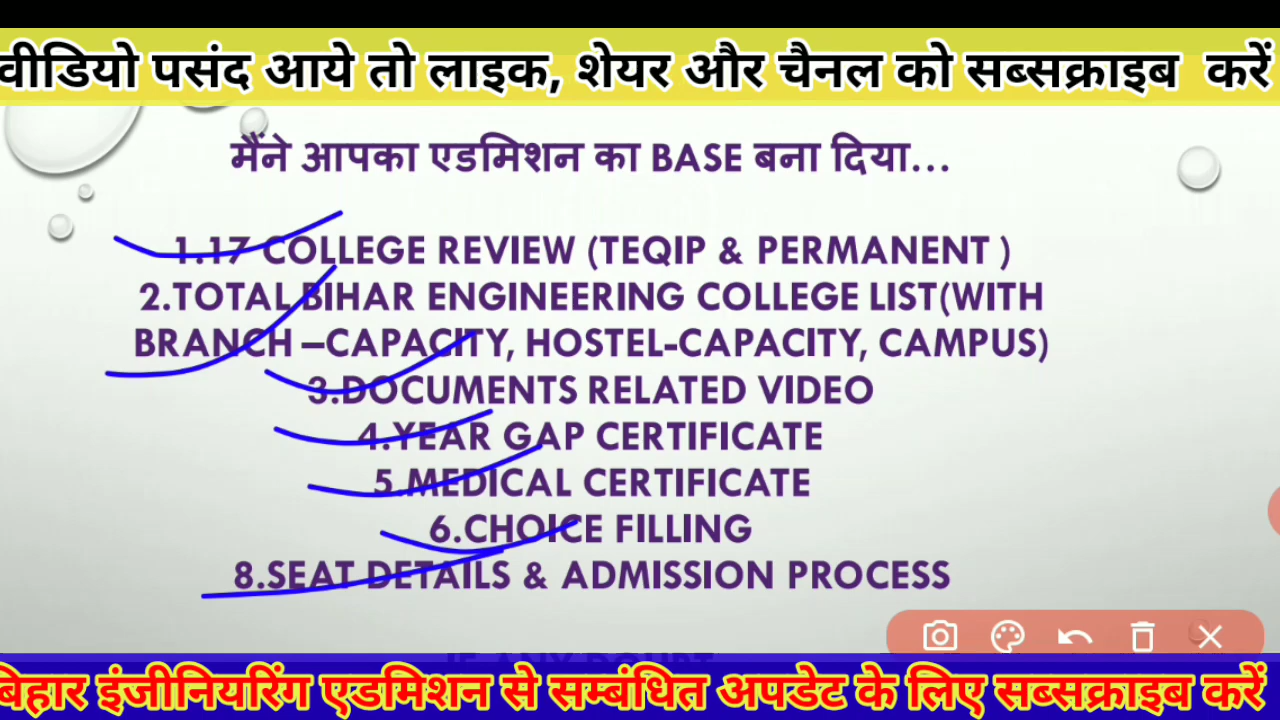 वीडियो पसंद आये तो लाइक, शेयर और चैनल को सब्सक्राइब करें
मैंने आपका एडमिशन का BASE बना दिया...
1.17 COLLEGE REVIEW (TEQIP & PERMANENT )
2.TOTAL BIHAR ENGINEERING COLLEGE LIST(WITH
BRANCH –CAPACITY, HOSTEL-CAPACITY, CAMPUS)
3.DOCUMENTS RELATED VIDEO
4.YEAR GAP CERTIFICATE
5.MEDICAL CERTIFICATE
6.CHOICE FILLING
8.SEAT DETAILS & ADMISSION PROCESS
IF ANY DOUBT
बिहार इंजीनियरिंग एडमिशन से सम्बंधित अपडेट के लिए सब्सक्राइब करें